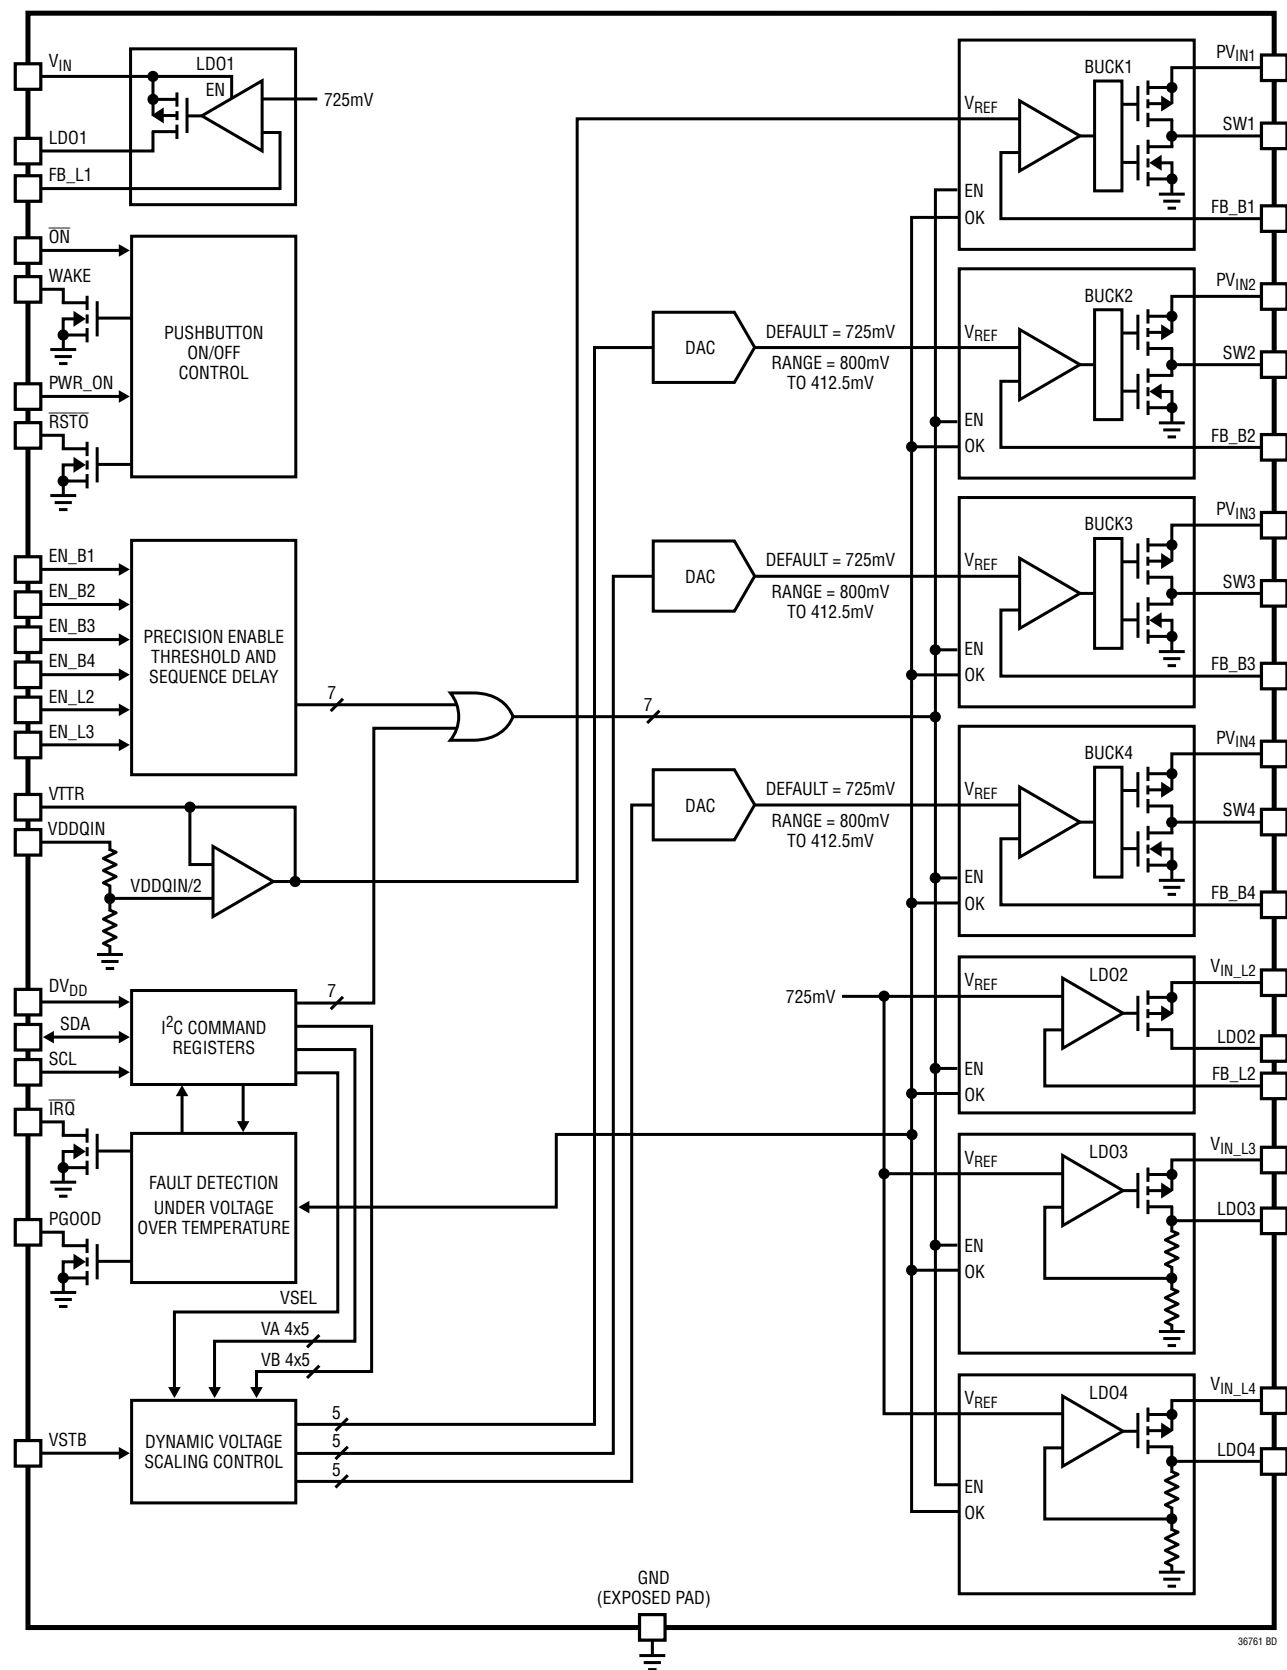 VIN
LDO1
EN
725mV
LDO1
FB_L1
ON
WAKE
PUSHBUTTON
ON/OFF
CONTROL
PWR_ON
RSTO
EN_B1
EN_B2
EN_B3
EN_B4
EN_L2
EN_L3
PRECISION ENABLE
THRESHOLD AND
SEQUENCE DELAY
7
7
VTTR
VDDQIN
VDDQIN/2
DVDD
SDA
SCL
I2C COMMAND
REGISTERS
7
IRQ
PGOOD
FAULT DETECTION
UNDER VOLTAGE
OVER TEMPERATURE
VSEL
VA 4x5
VB 4x5
VSTB
DYNAMIC VOLTAGE
SCALING CONTROL
5
5
5
DAC
DEFAULT = 725mV
RANGE = 800mV
TO 412.5mV
DAC
DEFAULT = 725mV
RANGE = 800mV
TO 412.5mV
DAC
DEFAULT = 725mV
RANGE = 800mV
TO 412.5mV
725mV
BUCK1
VREF
EN
OK
PVIN1
SW1
FB_B1
BUCK2
VREF
EN
OK
PVIN2
SW2
FB_B2
BUCK3
VREF
EN
OK
PVIN3
SW3
FB_B3
BUCK4
VREF
EN
OK
PVIN4
SW4
FB_B4
LDO2
VREF
EN
OK
VIN_L2
LDO2
FB_L2
LDO3
VREF
EN
OK
VIN_L3
LDO3
LDO4
VREF
EN
OK
VIN_L4
LDO4
GND
(EXPOSED PAD)
36761 BD